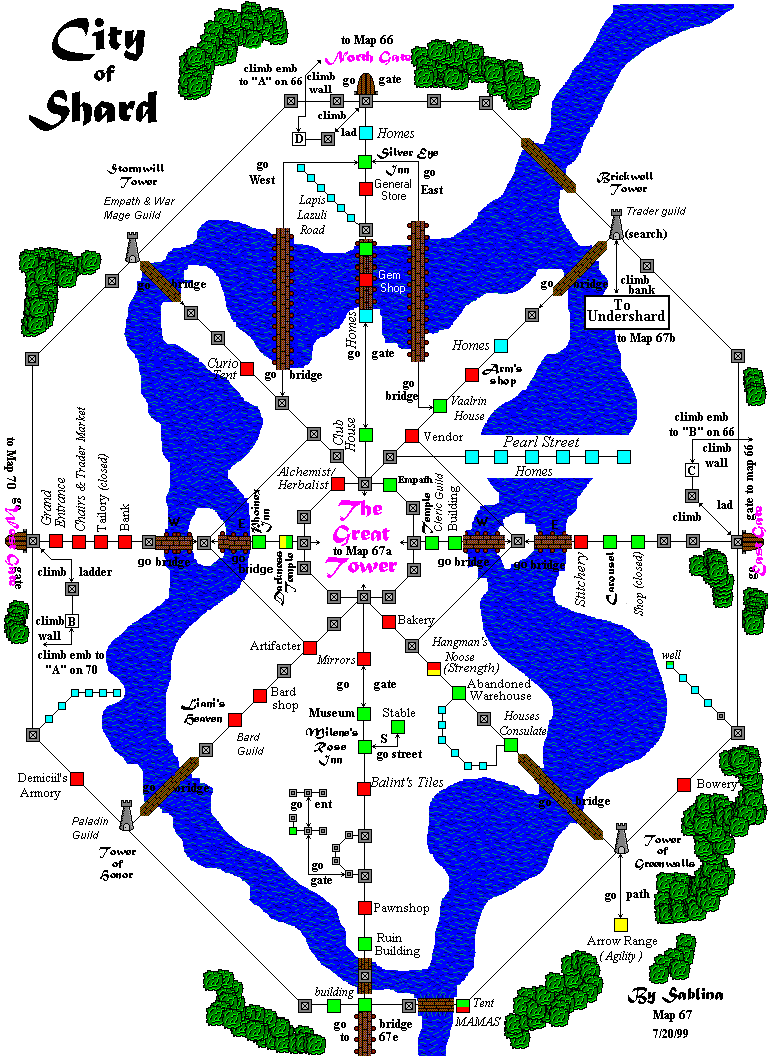 City
of
Shard
to Map 66
North Gate
go gate
climb emb
to "A" on 66
climb
wall
climb
lad
D
Homes
Silver Eye
Inn
go
West
go
East
General
Store
Lapis
Lazuli
Road
Stormwill
Tower
Empath & War
Mage Guild
Brickwell
Tower
Trader guild
(search)
climb
bank
To
Undershard
to Map 67b
go bridge
go bridge
Gem
Shop
Homes
go gate
Curio
Tent
go bridge
go
bridge
Homes
Arm's
shop
Vaalrin
House
Club
House
Vendor
Pearl Street
Homes
climb emb
to "B" on 66
climb
wall
C
lad
climb
gate to map 66
East Gate
go
to Map 70
go
West Gate
gate
Grand
Entrance
Chairs & Trader Market
Tailory (closed)
Bank
W
go bridge
E
go bridge
Rhoiner
Inn
Darkness
Temple
Alchemist/
Herbalist
Empath
The
Great
Tower
to Map 67a
Temple
Cleric Guild
Building
W
go bridge
E
go bridge
Stitchery
Carousel
Shop (closed)
climb ladder
climb
wall
B
climb emb to
"A" on 70
Artifacter
Mirrors
Bakery
Hangman's
Noose
(Strength)
Bard
shop
go gate
Abandoned
Warehouse
well
Liani's
Heaven
Bard
Guild
Museum
Stable
Milene's
Rose
Inn
S
go street
Houses
Consulate
Demiciil's
Armory
go bridge
Paladin
Guild
Tower
of
Honor
Balint's Tiles
go ent
go
gate
go bridge
Bowery
Tower
of
Greenwalls
go path
Arrow Range
(Agility)
Pawnshop
Ruin
Building
building
Tent
MAMAS'
go bridge
to 67e
By Sablina
Map 67
7/20/99